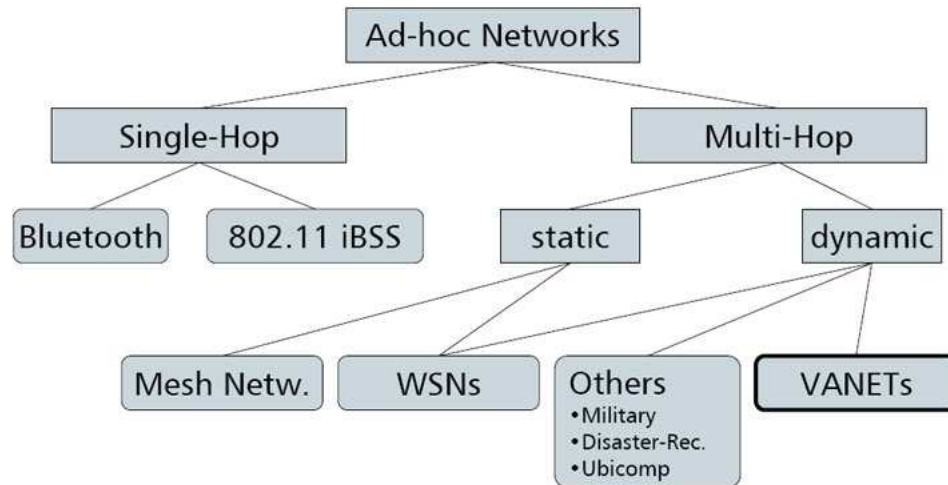 Ad-hoc Networks
Single-Hop
Multi-Hop
Bluetooth
802.11 iBSS
static
dynamic
Mesh Netw.
WSNs
Others
•Military
•Disaster-Rec.
•Ubicomp
VANETs